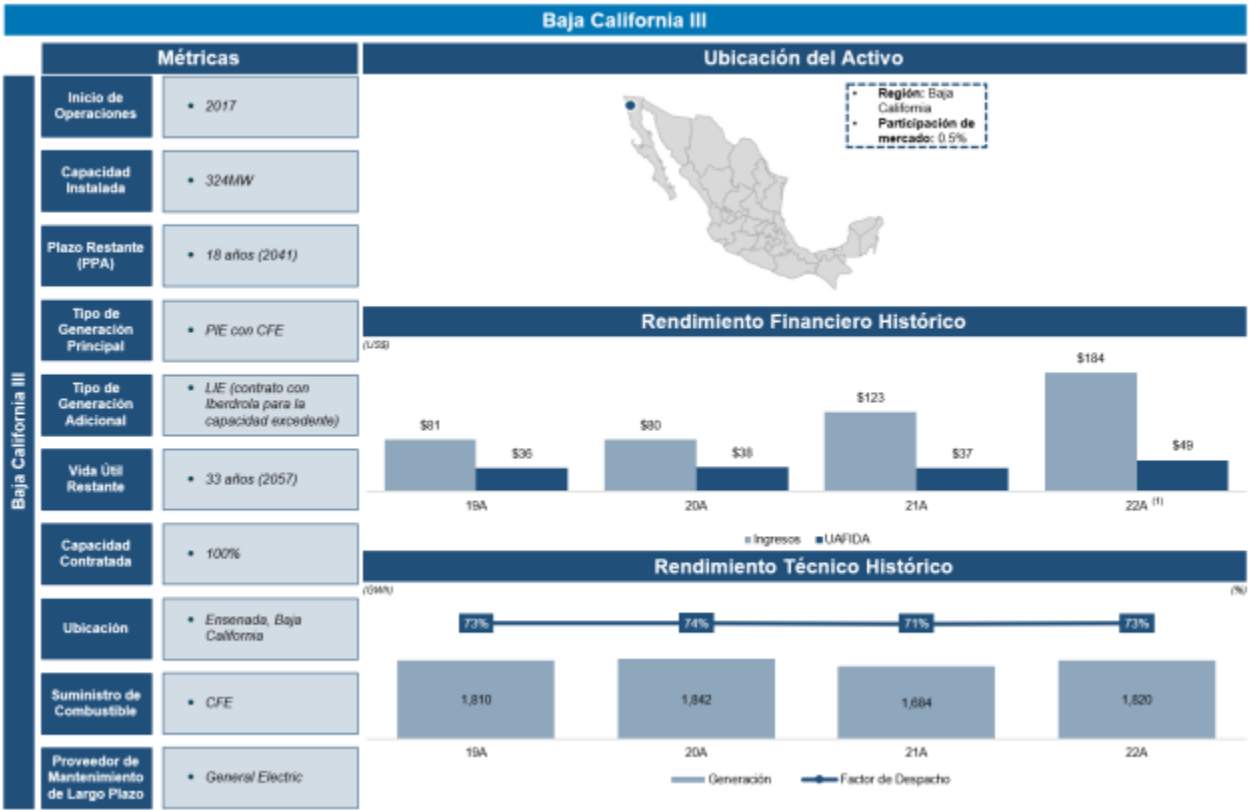 Baja California III
Métricas
Baja California III
Inicio de
Operaciones
• 2017
Capacidad
Instalada
• 324MW
Plazo Restante
(PPA)
• 18 años (2041)
Tipo de
Generación
Principal
• PIE con CFE
Tipo de
Generación
Adicional
• LIE (contrato con
Iberdrola para la
capacidad excedente)
Vida Útil
Restante
• 33 años (2057)
Capacidad
Contratada
• 100%
Ubicación
• Ensenada, Baja
California
Suministro de
Combustible
• CFE
Proveedor de
Mantenimiento
de Largo Plazo
• General Electric
Ubicación del Activo
• Región: Baja
California
• Participación de
mercado: 0.5%
Rendimiento Financiero Histórico
(US$)
$81 $36 $80 $38 $123 $37 $184 $49
19A 20A 21A 22A (1)
Ingresos UAFIDA
Rendimiento Técnico Histórico
(GWh) (%)
73% 74% 71% 73%
1,810 1,842 1,684 1,820
19A 20A 21A 22A
Generación Factor de Despacho